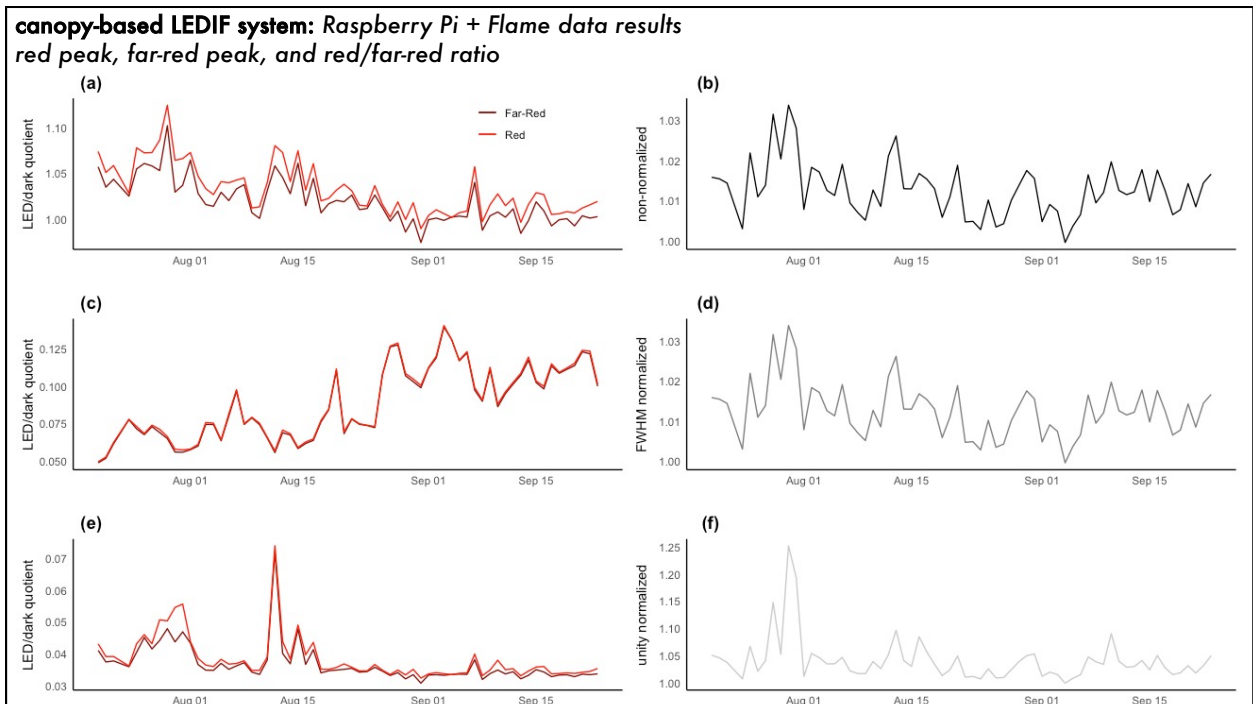 canopy-based LEDIF system: Raspberry Pi + Flame data results
red peak, far-red peak, and red/far-red ratio
(a)
LED/dark quotient
1.10
1.05
1.00
Far-Red
Red
Aug 01 Aug 15 Sep 01 Sep 15
(b)
non-normalized
1.03
1.02
1.01
1.00
Aug 01 Aug 15 Sep 01 Sep 15
(c)
LED/dark quotient
0.125
0.100
0.075
0.050
Aug 01 Aug 15 Sep 01 Sep 15
(d)
FWHM normalized
1.03
1.02
1.01
1.00
Aug 01 Aug 15 Sep 01 Sep 15
(e)
LED/dark quotient
0.07
0.06
0.05
0.04
0.03
Aug 01 Aug 15 Sep 01 Sep 15
(f)
unity normalized
1.25
1.20
1.15
1.10
1.05
1.00
Aug 01 Aug 15 Sep 01 Sep 15